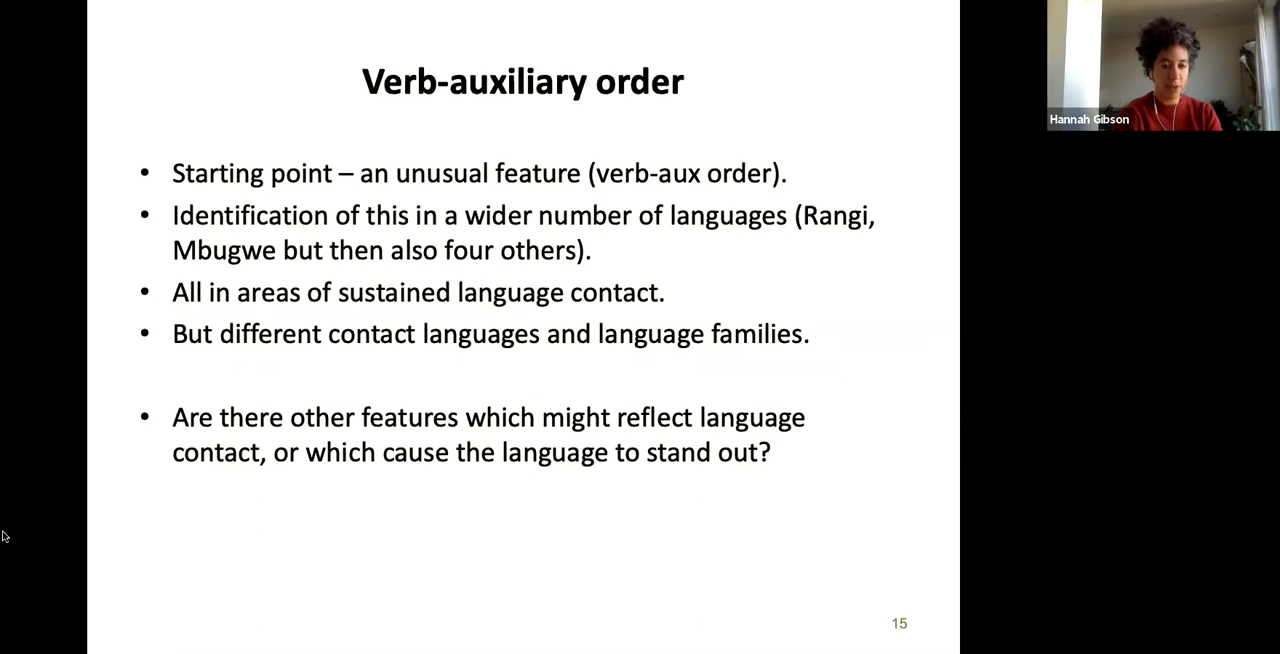 Verb-auxiliary order
• Starting point – an unusual feature (verb-aux order).
• Identification of this in a wider number of languages (Rangi,
Mbugwe but then also four others).
• All in areas of sustained language contact.
• But different contact languages and language families.
• Are there other features which might reflect language
contact, or which cause the language to stand out?
15
Hannah Gibson